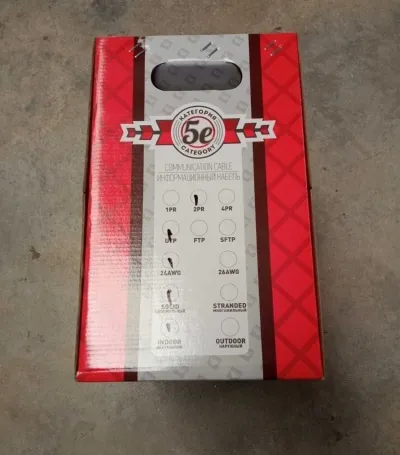 КАТЕГОРИЯ
5e
CATEGORY
COMMUNICATION CABLE
ИНФОРМАЦИОННЫЙ КАБЕЛЬ
1PR 2PR 4PR
UTP FTP SFTP
24AWG 26AWG
SOLID STRANDED
INDOOR OUTDOOR
НАРУЖНЫЙ